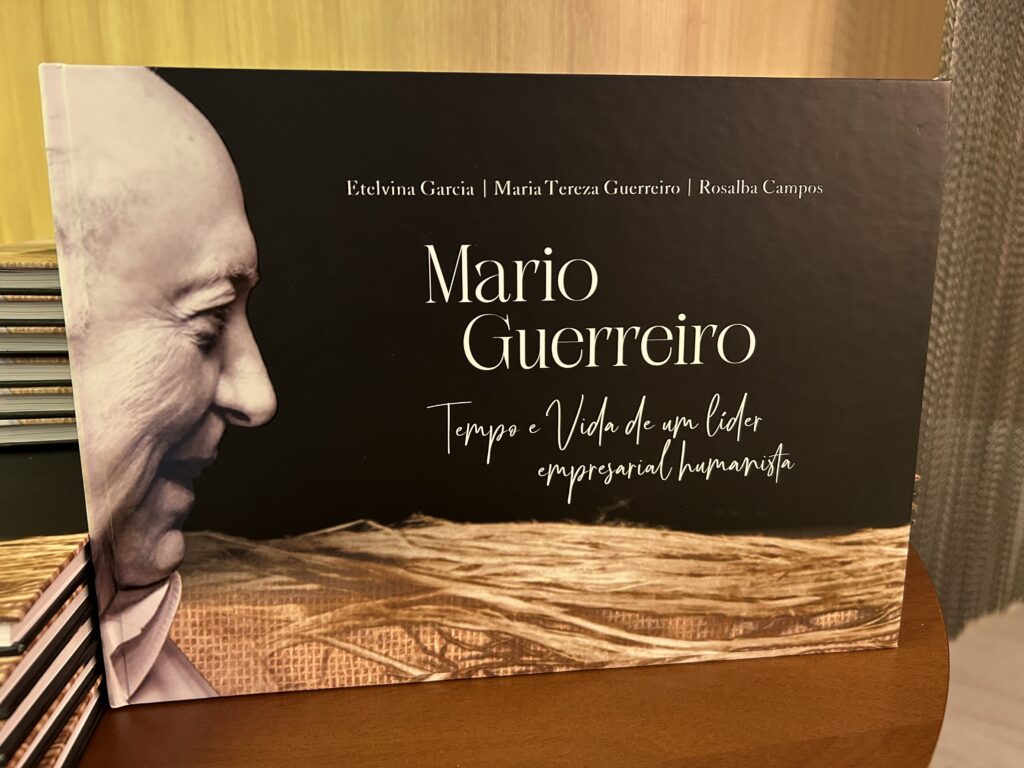 Etelvina Garcia | Maria Tereza Guerreiro | Rosalba Campos
Mario
Guerreiro
Tempo e Vida de um líder
empresarial humanista